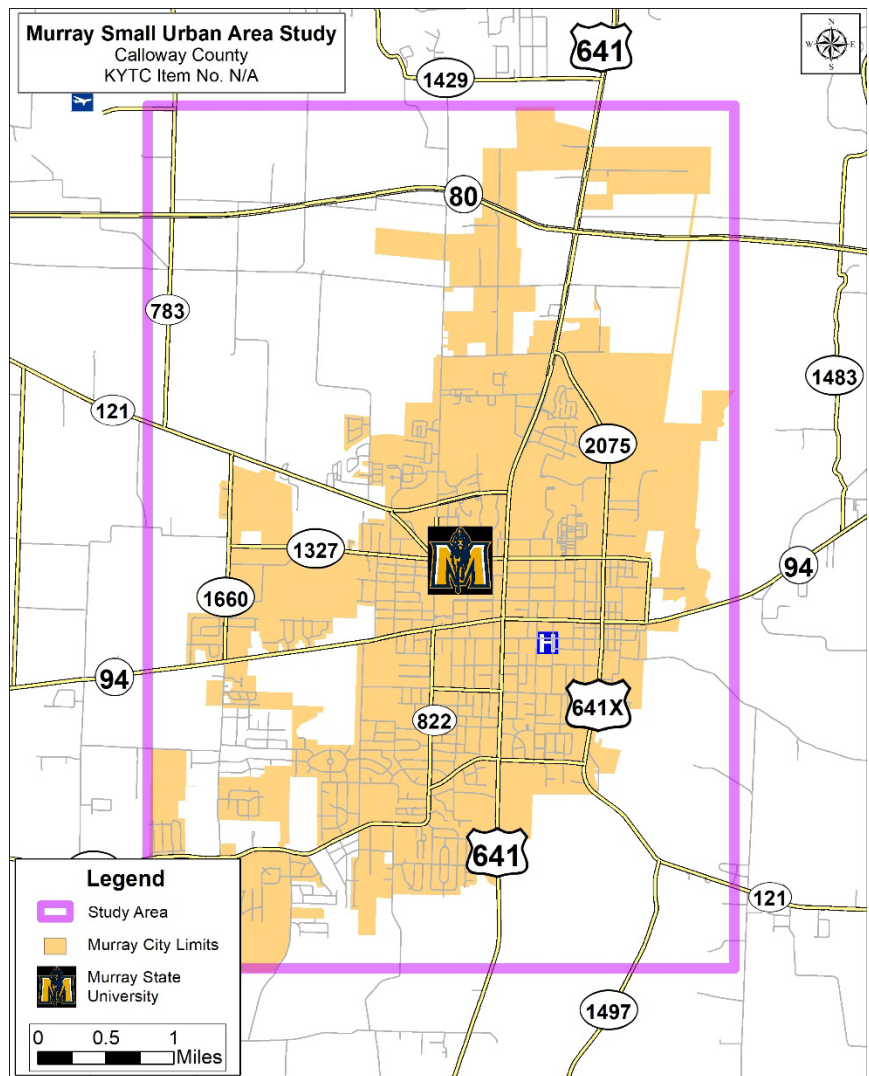 Murray Small Urban Area Study
Calloway County
KYTC Item No. N/A
641
N
W E
S
1429
80
783
1483
121
2075
1327
94
1660
H
94
641X
822
641
121
1497
Legend
Study Area
Murray City Limits
M
Murray State
University
0 0.5 1
Miles